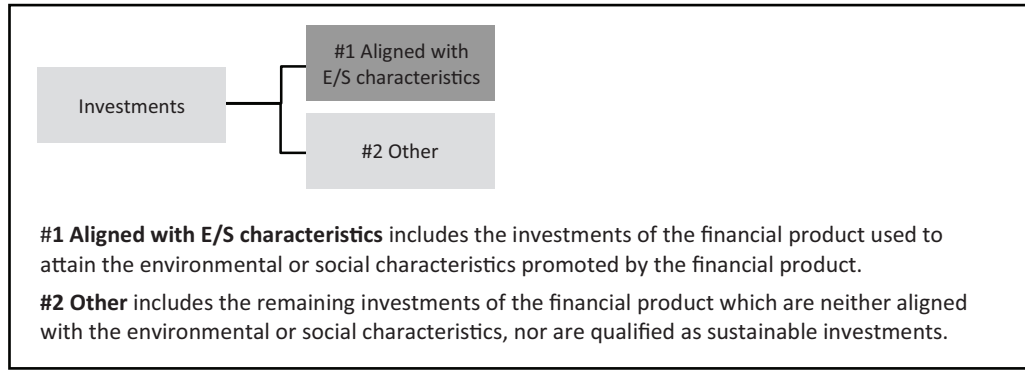 #1 Aligned with
E/S characteristics
Investments
#2 Other
#1 Aligned with E/S characteristics includes the investments of the financial product used to
attain the environmental or social characteristics promoted by the financial product.
#2 Other includes the remaining investments of the financial product which are neither aligned
with the environmental or social characteristics, nor are qualified as sustainable investments.